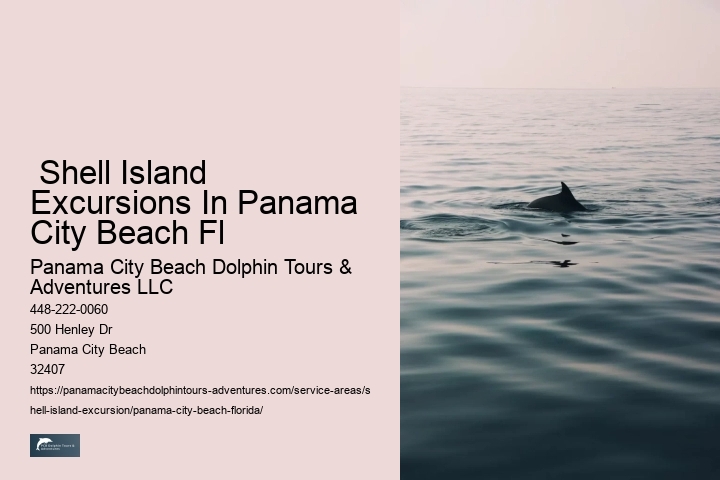 Shell Island
Excursions In Panama
City Beach Fl
Panama City Beach Dolphin Tours &
Adventures LLC
448-222-0060
500 Henley Dr
Panama City Beach
32407
https://panamacitybeachdolphintours-adventures.com/service-areas/s
hell-island-excursion/panama-city-beach-florida/